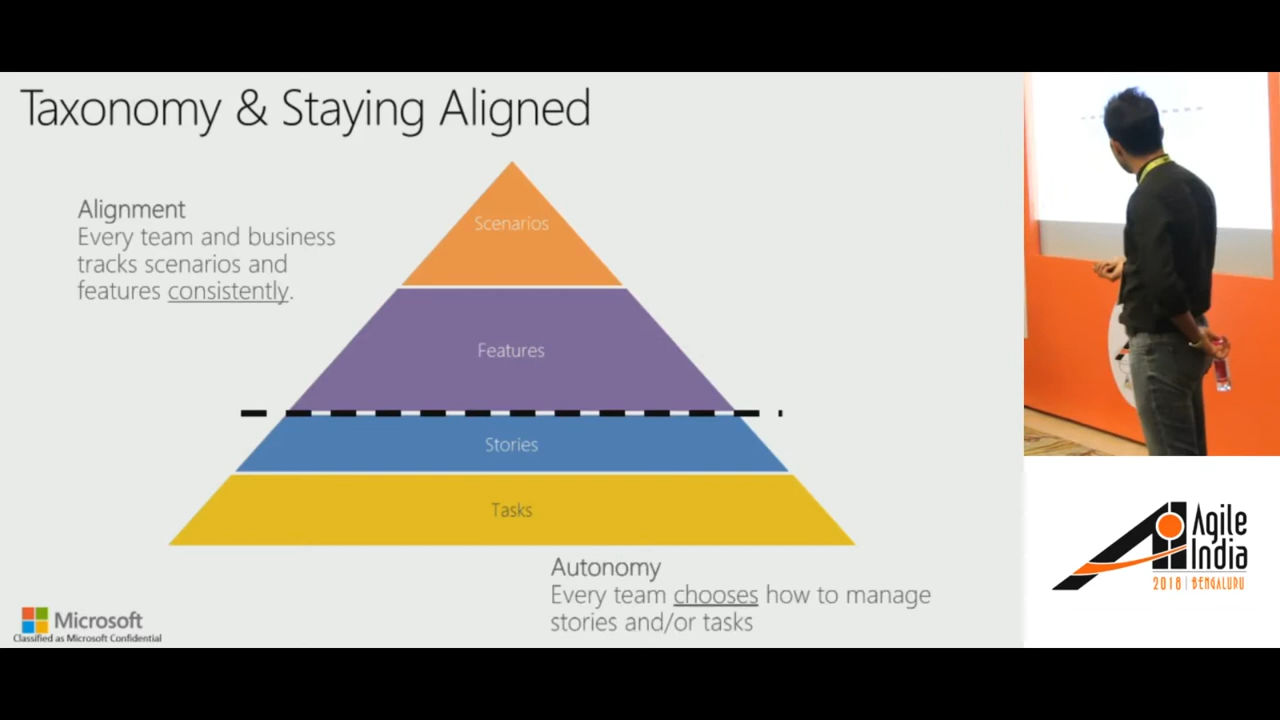 Taxonomy & Staying Aligned
Alignment
Every team and business
tracks scenarios and
features consistently.
Scenarios
Features
Stories
Tasks
Autonomy
Every team chooses how to manage
stories and/or tasks
Microsoft
Classified as Microsoft Confidential
Agile
India
2018 | BENGALURU